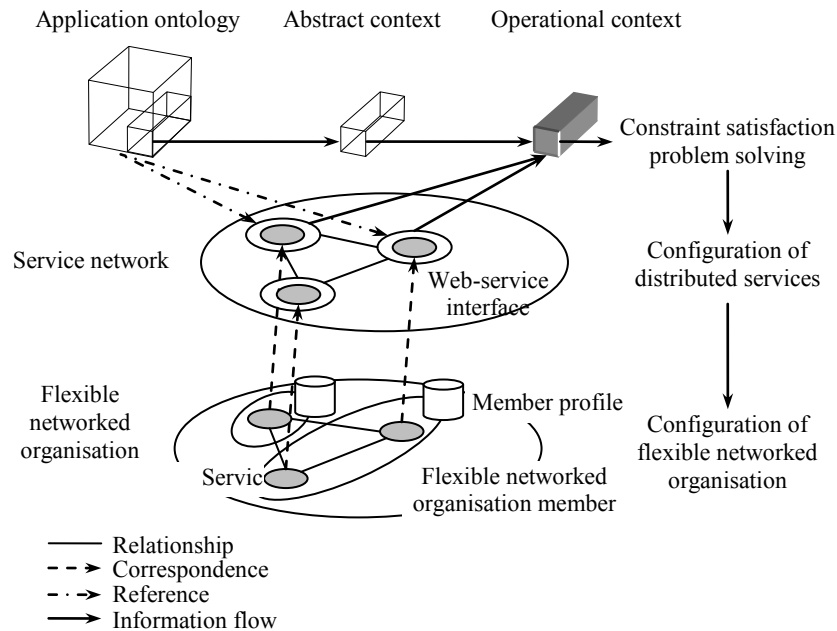 Application ontology
Abstract context
Operational context
Constraint satisfaction
problem solving
Service network
Web-service
interface
Configuration of
distributed services
Flexible
networked
organisation
Member profile
Servic
Flexible networked
organisation member
Configuration of
flexible networked
organisation
Relationship
Correspondence
Reference
Information flow